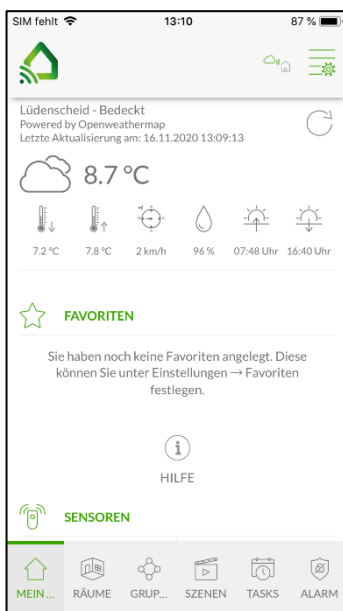 SIM fehlt 13:10 87 %
Lüdenscheid - Bedeckt
Powered by Openweathermap
Letzte Aktualisierung am: 16.11.2020 13:09:13
8.7 °C
7.2 °C 7.8 °C 2 km/h 96 % 07:48 Uhr 16:40 Uhr
FAVORITEN
Sie haben noch keine Favoriten angelegt. Diese
können Sie unter Einstellungen → Favoriten
festlegen.
HILFE
SENSOREN
MEIN ... RÄUME GRUP... SZENEN TASKS ALARM